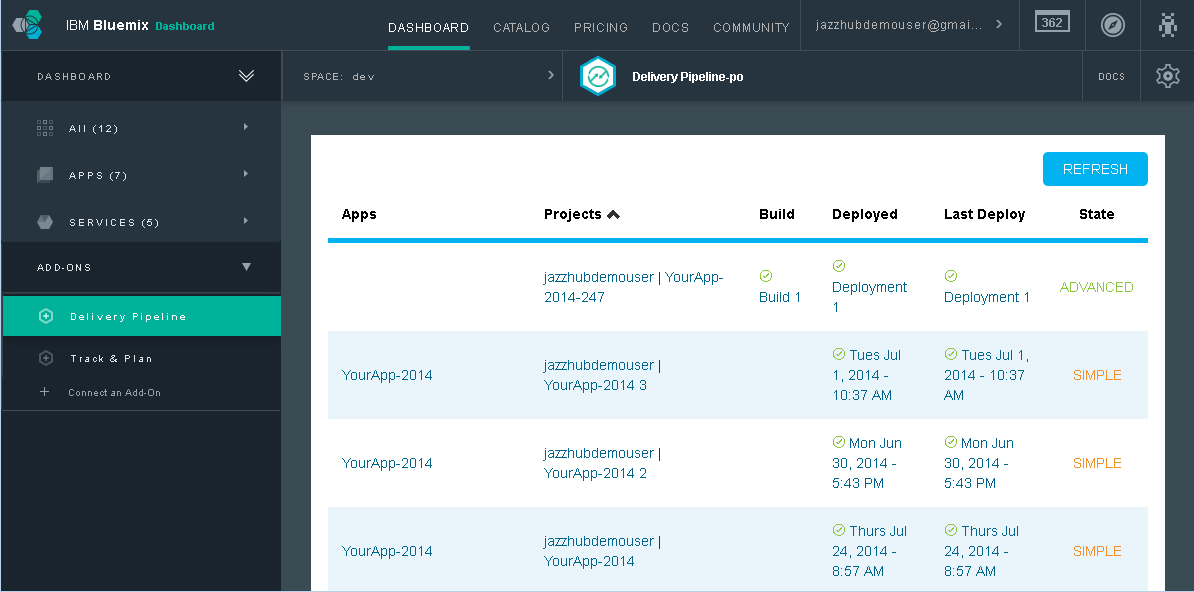 IBM Bluemix Dashboard
DASHBOARD CATALOG PRICING DOCS COMMUNITY
jazzhubdemouser@gmai...
362
DASHBOARD
SPACE: dev
Delivery Pipeline-po
DOCS
All (12)
APPS (7)
SERVICES (5)
ADD-ONS
Delivery Pipeline
Track & Plan
Connect an Add-On
REFRESH
Apps Projects Build Deployed Last Deploy State
jazzhubdemouser | YourApp-
2014-247
Build 1
Deployment
1
Deployment 1
ADVANCED
YourApp-2014
jazzhubdemouser |
YourApp-2014 3
Tues Jul
1, 2014 -
10:37 AM
Tues Jul 1,
2014 - 10:37
AM
SIMPLE
YourApp-2014
jazzhubdemouser |
YourApp-2014 2
Mon Jun
30, 2014 -
5:43 PM
Mon Jun
30, 2014 -
5:43 PM
SIMPLE
YourApp-2014
jazzhubdemouser |
YourApp-2014
Thurs Jul
24, 2014 -
8:57 AM
Thurs Jul
24, 2014 -
8:57 AM
SIMPLE